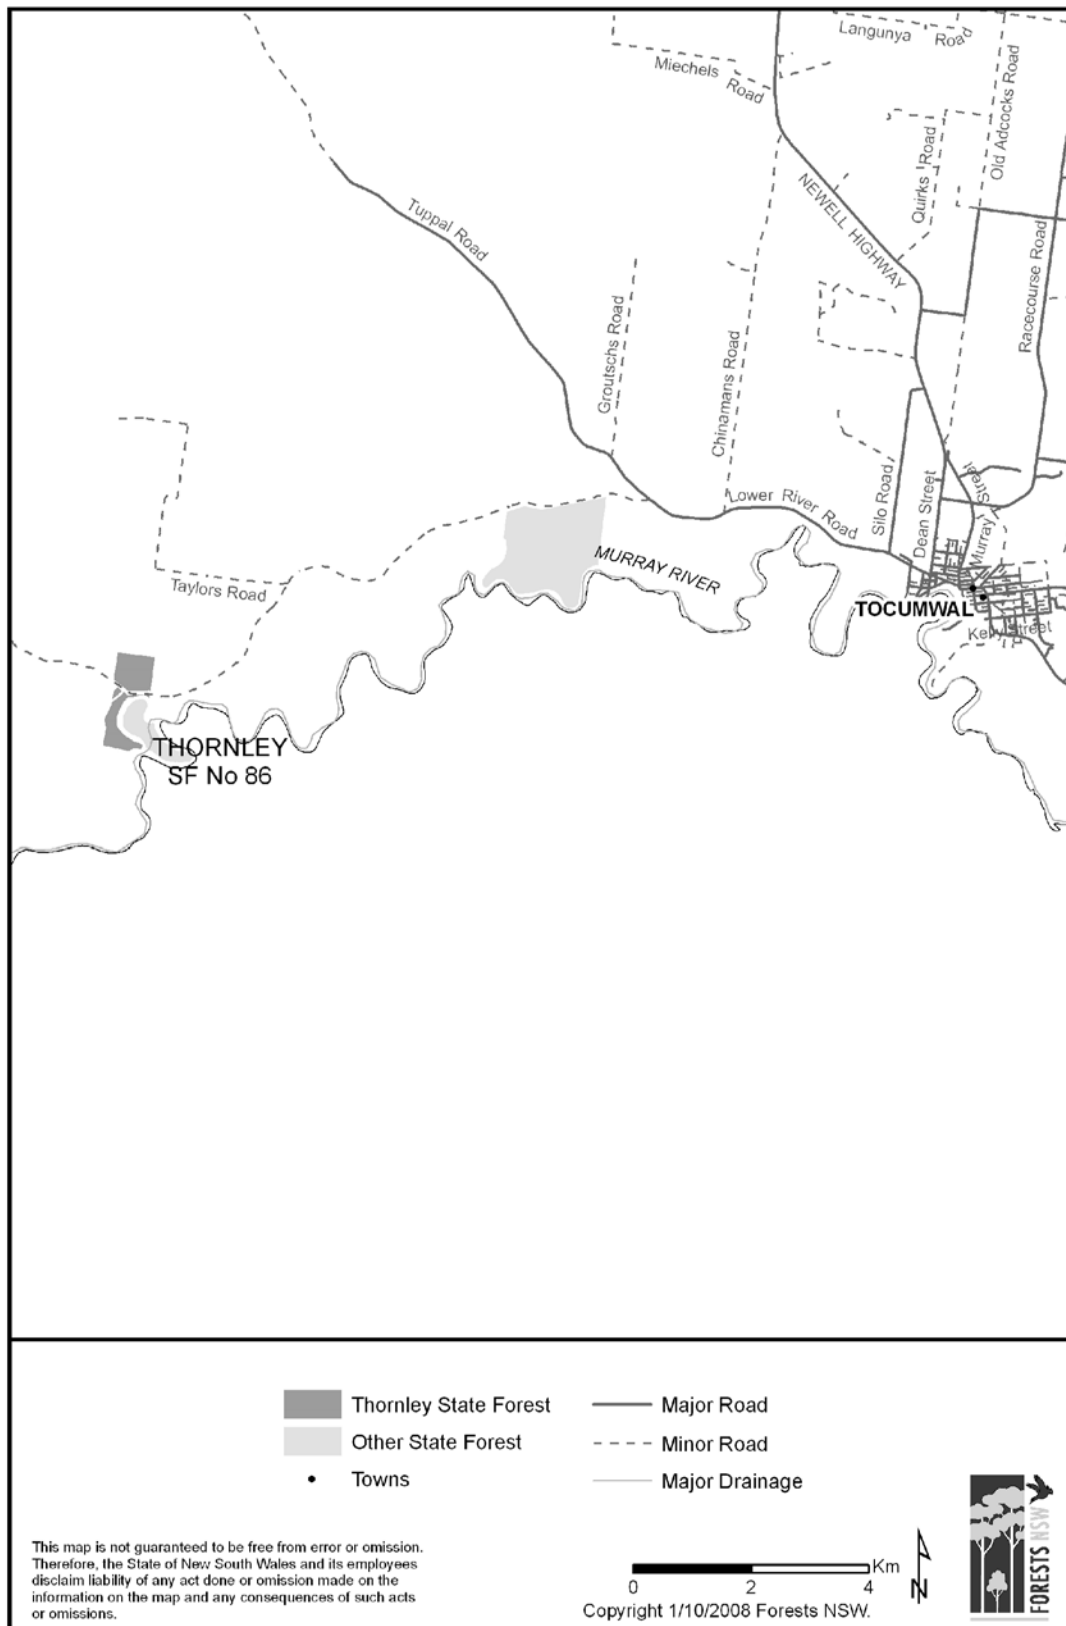 Langunya Road
Miechels Road
Old Adcocks Road
Quirks Road
NEWELL HIGHWAY
Tuppal Road
Racecourse Road
Groutschs Road
Chinamans Road
Silo Road
Dean Street
Murray Street
Lower River Road
MURRAY RIVER
Taylors Road
TOCUMWAL
Kelly Street
THORNLEY
SF No 86
Thornley State Forest
Other State Forest
Towns
Major Road
Minor Road
Major Drainage
This map is not guaranteed to be free from error or omission.
Therefore, the State of New South Wales and its employees
disclaim liability of any act done or omission made on the
information on the map and any consequences of such acts
or omissions.
Km
0 2 4
Copyright 1/10/2008 Forests NSW.
N
FORESTS NSW